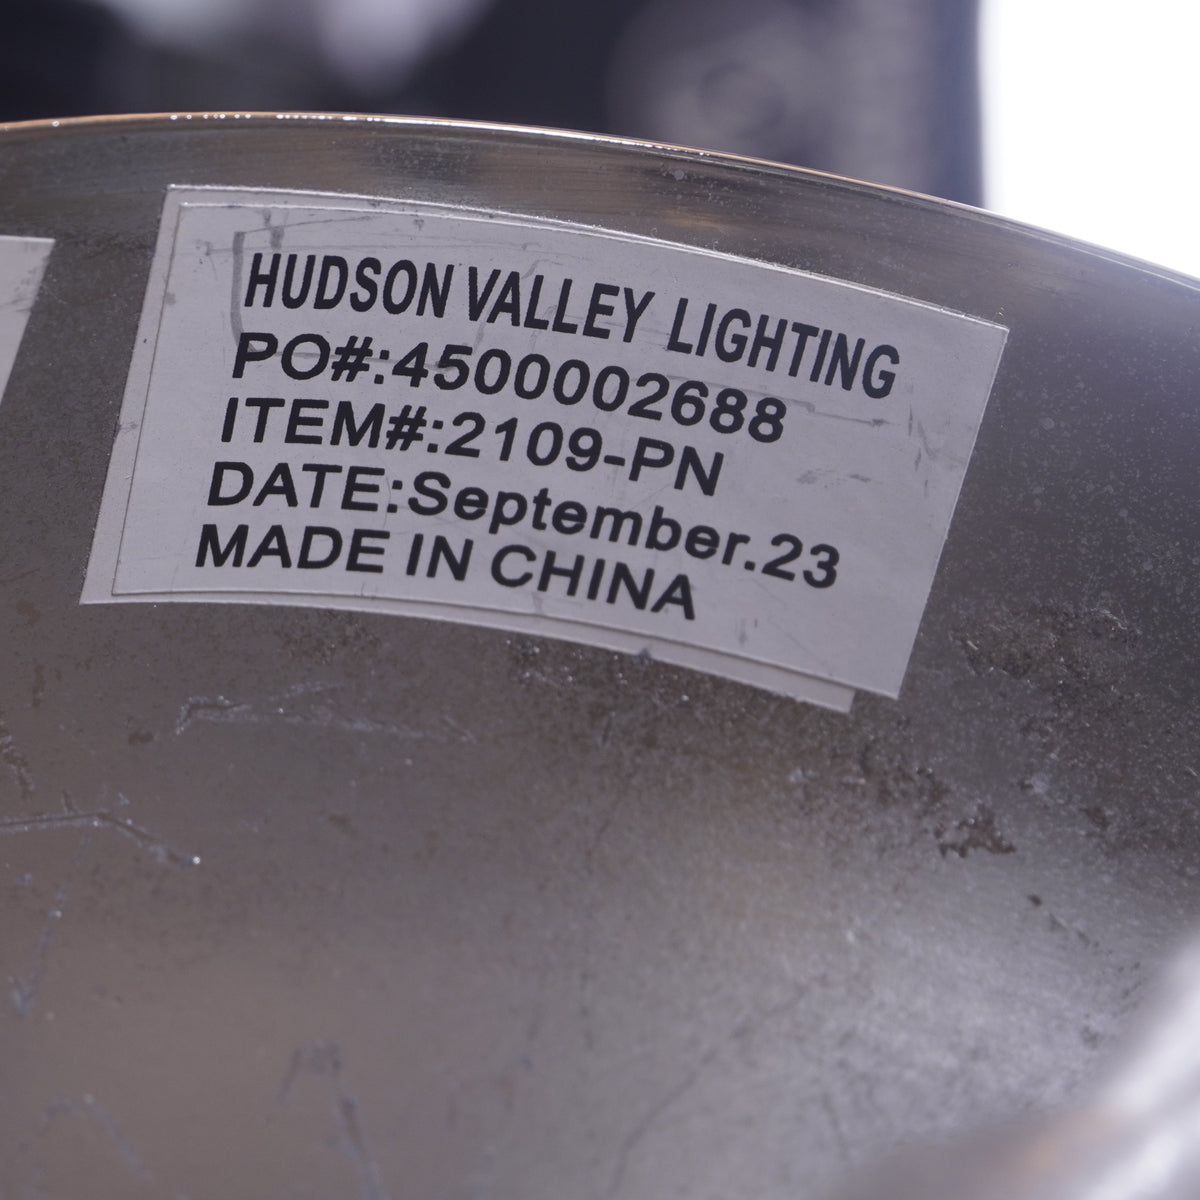 HUDSON VALLEY LIGHTING
PO#:4500002688
ITEM#:2109-PN
DATE:September.23
MADE IN CHINA